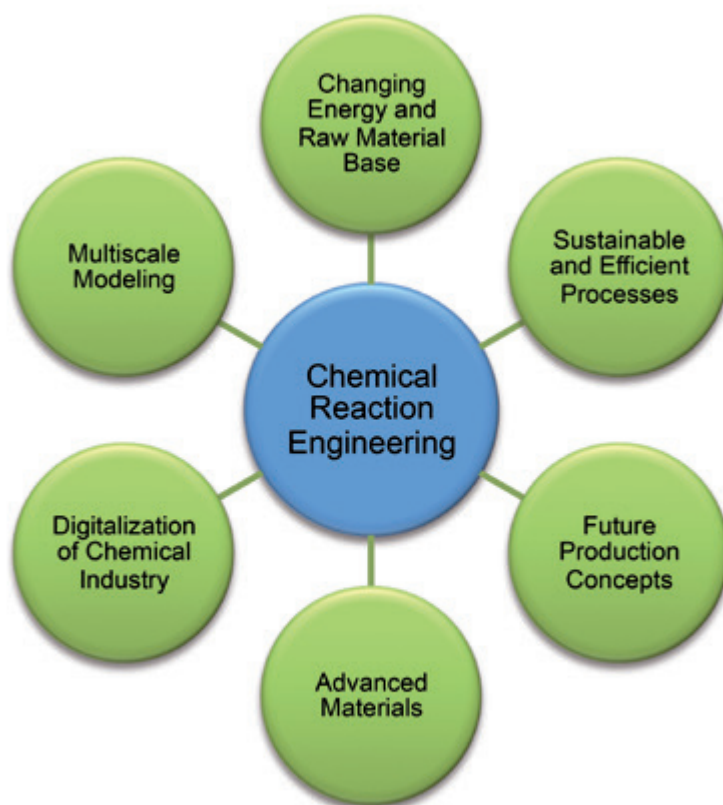 Changing
Energy and
Raw Material
Base
Multiscale
Modeling
Sustainable
and Efficient
Processes
Chemical
Reaction
Engineering
Digitalization
of Chemical
Industry
Future
Production
Concepts
Advanced
Materials